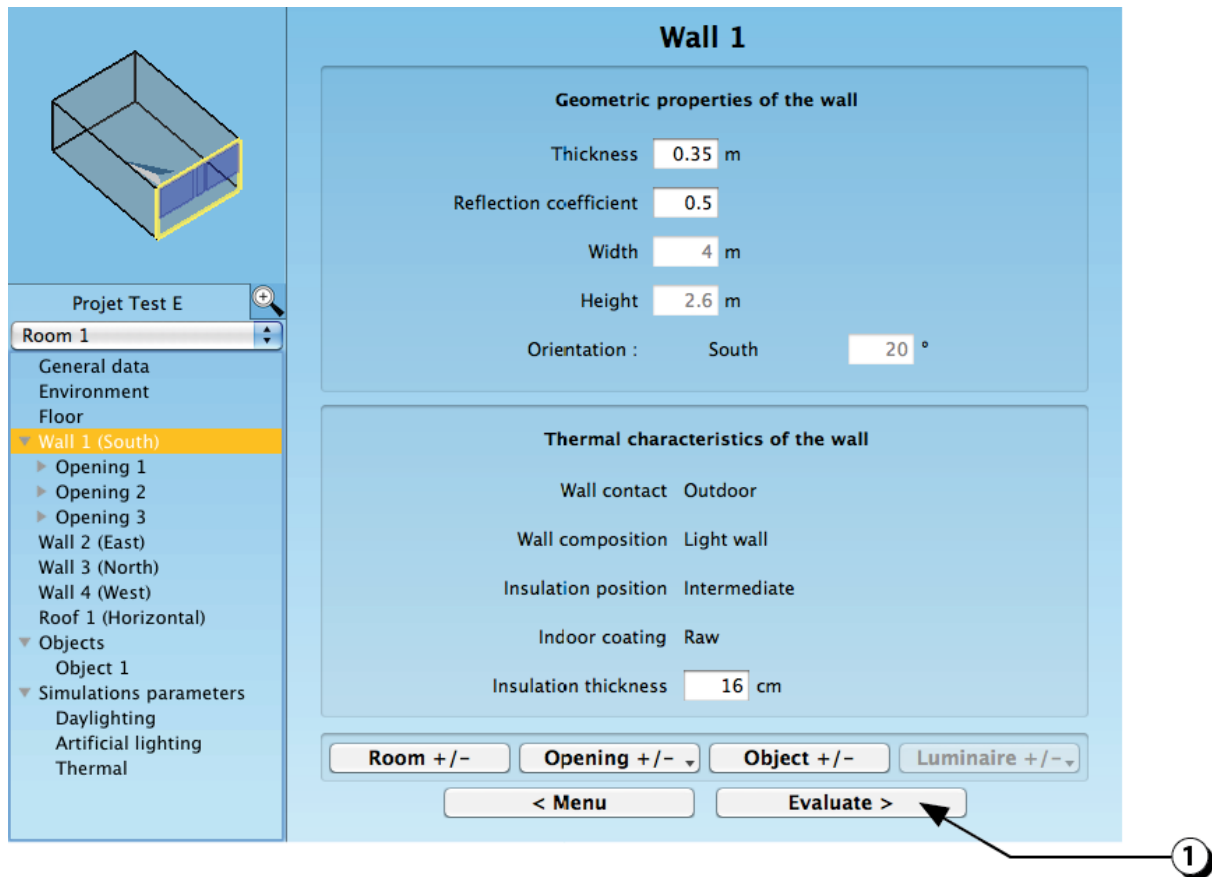 Wall 1
Geometric properties of the wall
Thickness 0.35 m
Reflection coefficient 0.5
Width 4 m
Height 2.6 m
Orientation : South 20 °
Projet Test E
Room 1
General data
Environment
Floor
Wall 1 (South)
Opening 1
Opening 2
Opening 3
Wall 2 (East)
Wall 3 (North)
Wall 4 (West)
Roof 1 (Horizontal)
Objects
Object 1
Simulations parameters
Daylighting
Artificial lighting
Thermal
Thermal characteristics of the wall
Wall contact Outdoor
Wall composition Light wall
Insulation position Intermediate
Indoor coating Raw
Insulation thickness 16 cm
Room +/- Opening +/- Object +/- Luminaire +/-
< Menu Evaluate >
1